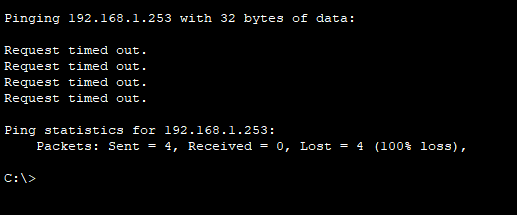 Pinging 192.168.1.253 with 32 bytes of data:
Request timed out.
Request timed out.
Request timed out.
Request timed out.
Ping statistics for 192.168.1.253:
Packets: Sent = 4, Received = 0, Lost = 4 (100% loss),
C:\>